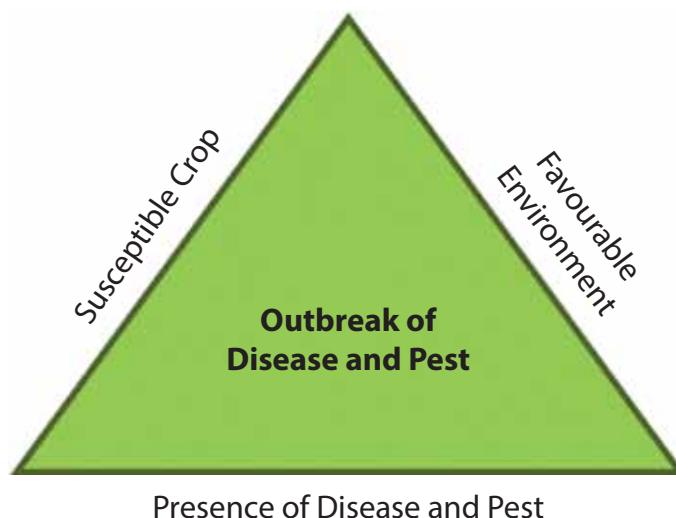 Susceptible Crop
Favourable
Environment
Outbreak of
Disease and Pest
Presence of Disease and Pest